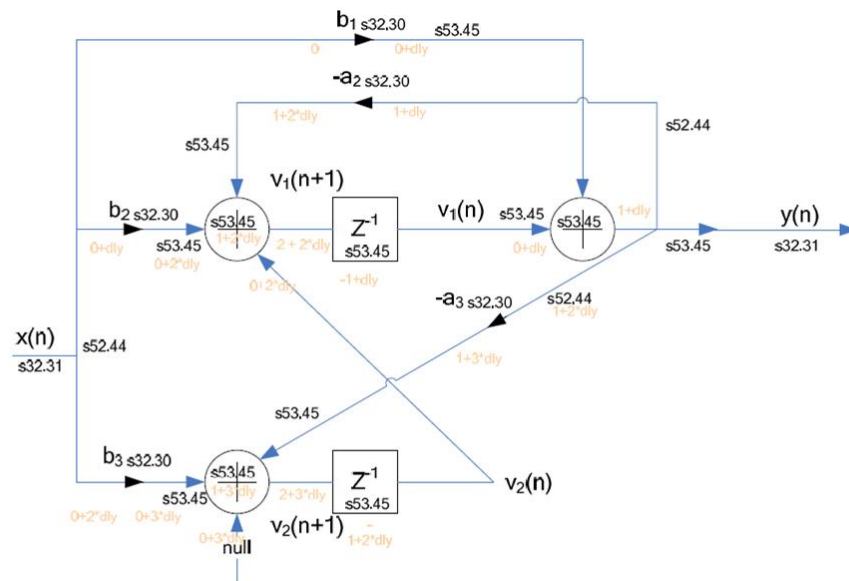 b1 s32.30 s53.45
0 0+dly
-a2 s32.30
1+2*dly 1+dly
s52.44
s53.45
v1(n+1)
b2 s32.30 s53.45 Z-1 v1(n) s53.45 s53.45 1+dly y(n)
0+dly s53.45 1+2*dly 2+2*dly s53.45 0+dly s53.45 s32.31
0+2*dly
0+2*dly -1+dly
-a3 s32.30 s52.44
1+2*dly
x(n)
s32.31 s52.44
1+3*dly
s53.45
b3 s32.30 s53.45 Z-1 v2(n)
s53.45 1+3*dly 2+3*dly s53.45
0+2*dly 0+3*dly
v2(n+1) -
0+3*dly 1+2*dly
null